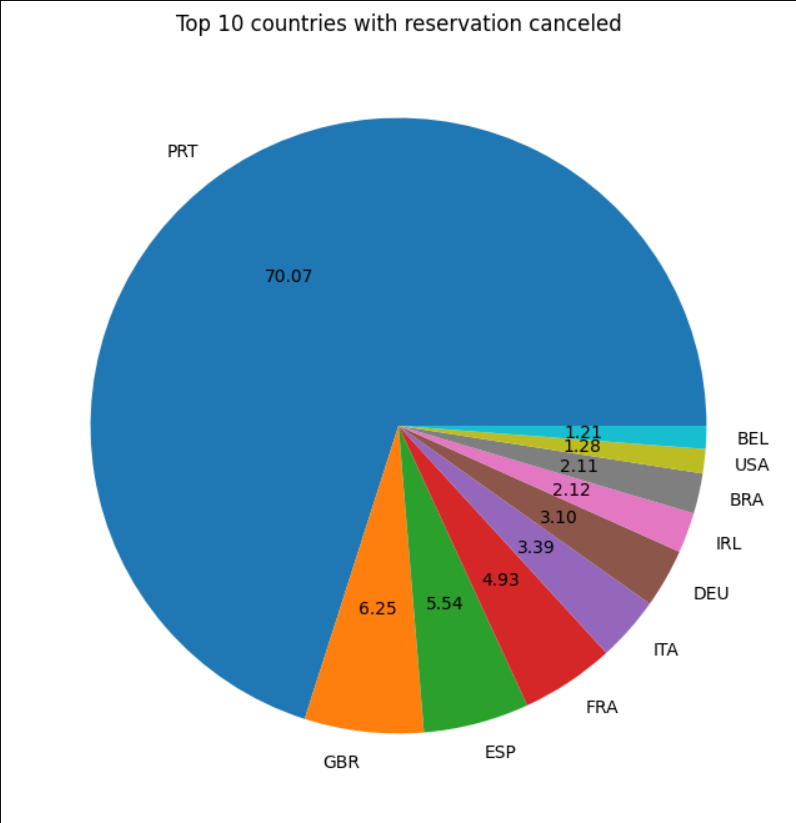 Top 10 countries with reservation canceled
PRT
70.07
1.21
BEL
1.28
USA
2.11
BRA
2.12
IRL
3.10
DEU
3.39
ITA
4.93
FRA
5.54
ESP
6.25
GBR